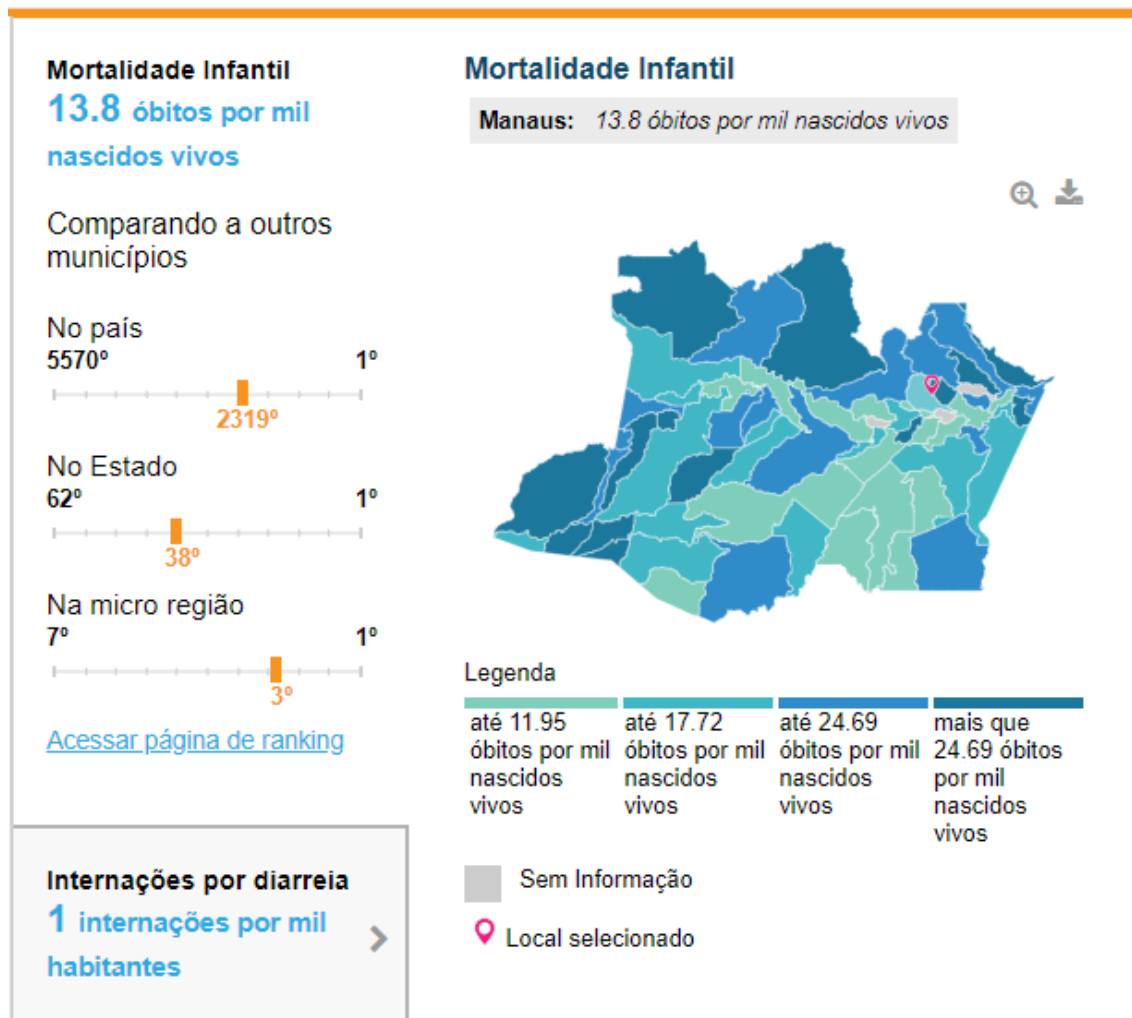 Mortalidade Infantil
13.8 óbitos por mil
nascidos vivos
Comparando a outros
municípios
No país
5570º 1º
2319º
No Estado
62º 1º
38º
Na micro região
7º 1º
3º
Acessar página de ranking
Internações por diarreia
1 internações por mil
habitantes
Mortalidade Infantil
Manaus: 13.8 óbitos por mil nascidos vivos
Legenda
até 11.95
óbitos por mil
nascidos
vivos
até 17.72
óbitos por mil
nascidos
vivos
até 24.69
óbitos por mil
nascidos
vivos
mais que
24.69 óbitos
por mil
nascidos
vivos
Sem Informação
Local selecionado